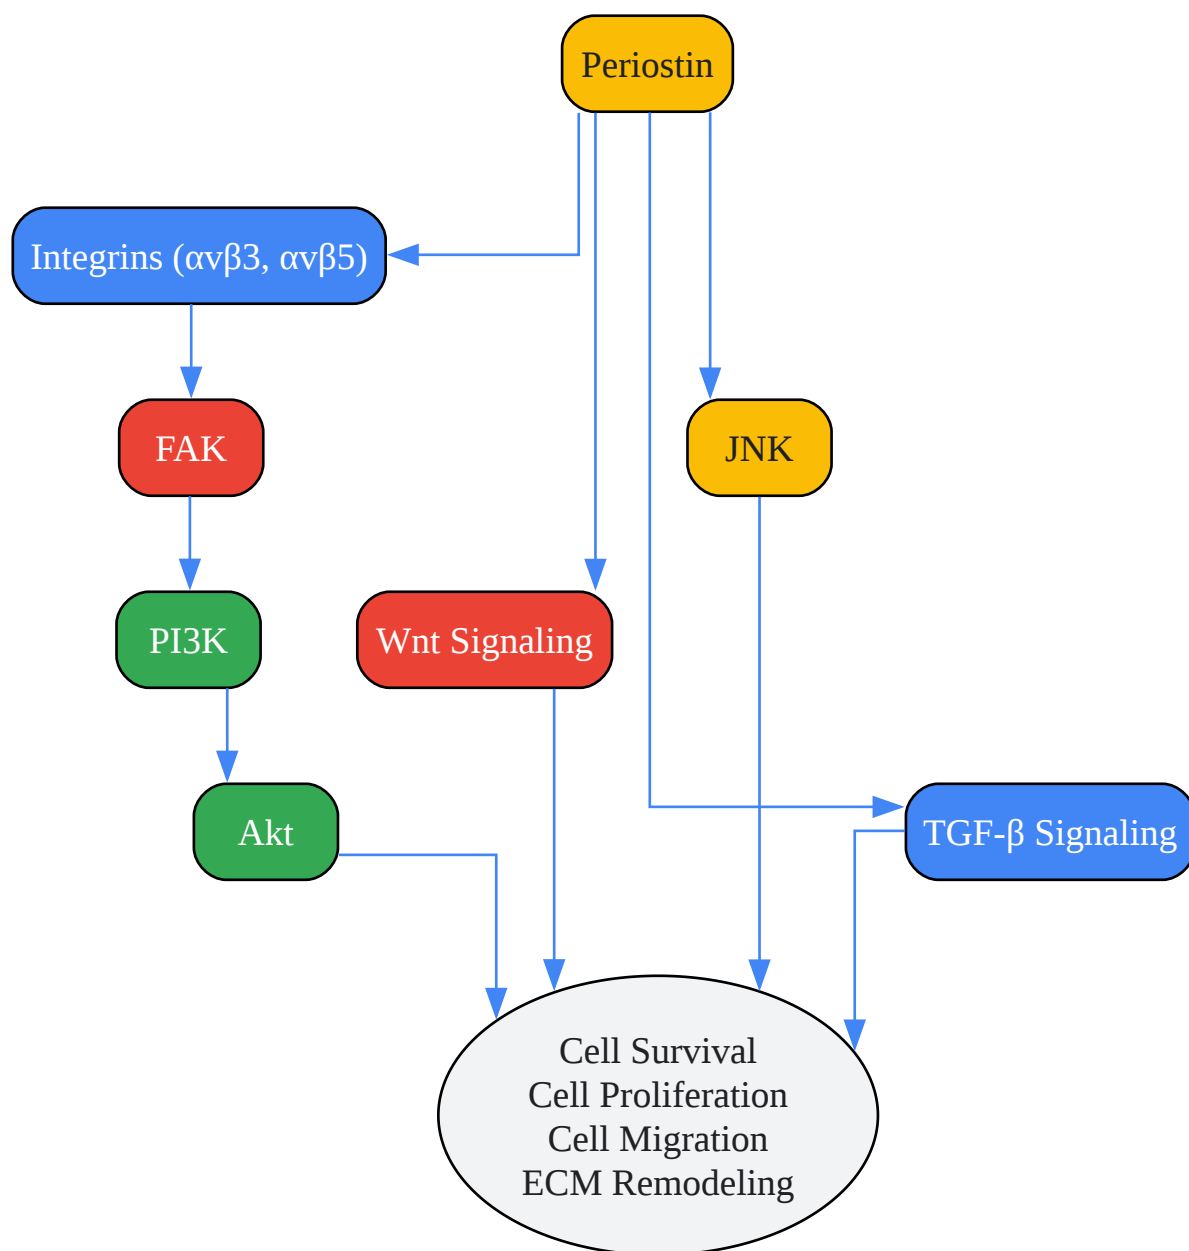 Periostin
Integrins (αvβ3, αvβ5)
FAK
JNK
PI3K
Wnt Signaling
Akt
TGF-β Signaling
Cell Survival
Cell Proliferation
Cell Migration
ECM Remodeling